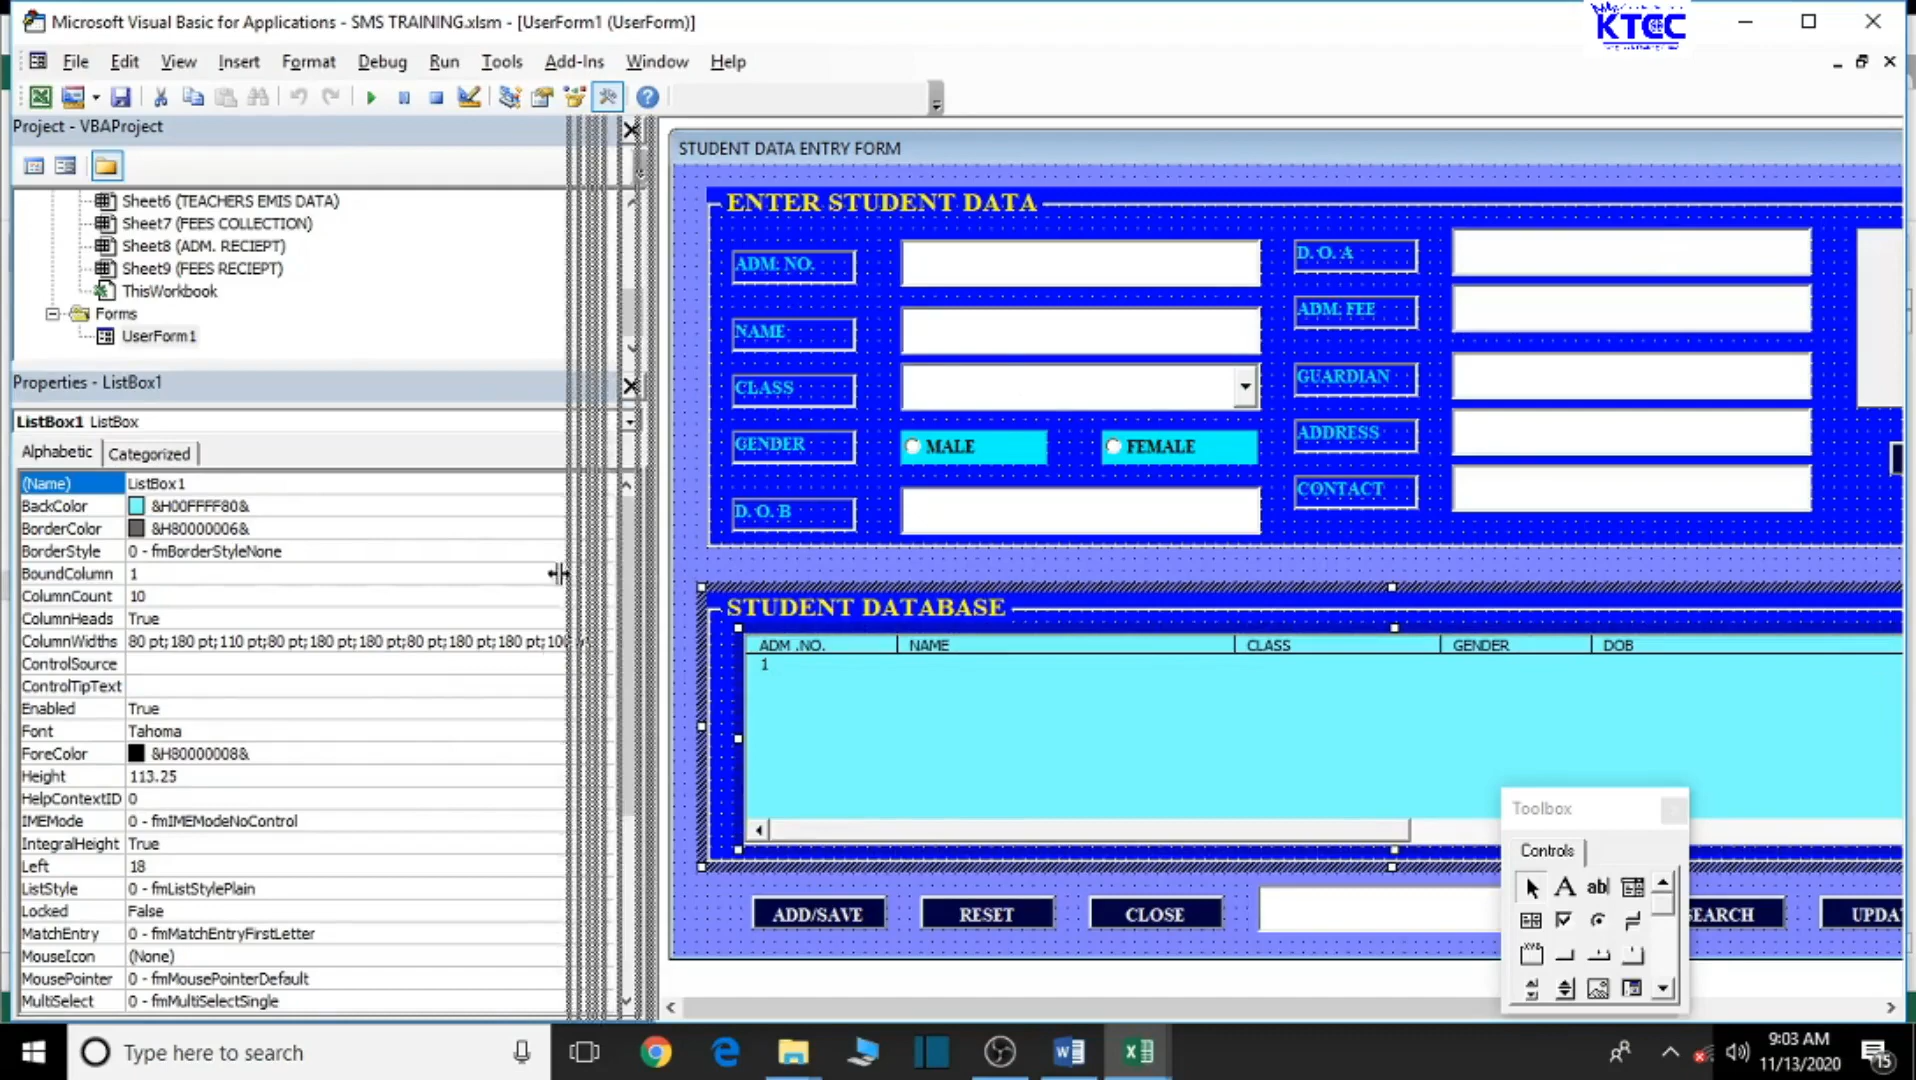 Microsoft Visual Basic for Applications - SMS TRAINING.xlsm - [UserForm1 (UserForm)]
KTCC
File Edit View Insert Format Debug Run Tools Add-Ins Window Help
Project - VBAProject
Sheet6 (TEACHERS EMIS DATA)
Sheet7 (FEES COLLECTION)
Sheet8 (ADM. RECIEPT)
Sheet9 (FEES RECIEPT)
ThisWorkbook
Forms
UserForm1
Properties - ListBox1
ListBox1 ListBox
Alphabetic Categorized
(Name) ListBox1
BackColor &H00FFFF80&
BorderColor &H80000006&
BorderStyle 0 - fmBorderStyleNone
BoundColumn 1
ColumnCount 10
ColumnHeads True
ColumnWidths 80 pt;180 pt;110 pt;80 pt;180 pt;180 pt;80 pt;180 pt;180 pt;100
ControlSource
ControlTipText
Enabled True
Font Tahoma
ForeColor &H80000008&
Height 113.25
HelpContextID 0
IMEMode 0 - fmIMEModeNoControl
IntegralHeight True
Left 18
ListStyle 0 - fmListStylePlain
Locked False
MatchEntry 0 - fmMatchEntryFirstLetter
MouseIcon (None)
MousePointer 0 - fmMousePointerDefault
MultiSelect 0 - fmMultiSelectSingle
STUDENT DATA ENTRY FORM
ENTER STUDENT DATA
ADM. NO.
NAME
CLASS
GENDER
MALE FEMALE
D. O. B
D. O. A
ADM. FEE
GUARDIAN
ADDRESS
CONTACT
STUDENT DATABASE
ADM .NO. NAME CLASS GENDER DOB
1
ADD/SAVE RESET CLOSE SEARCH UPDA
Toolbox
Controls
Type here to search
9:03 AM
11/13/2020
15